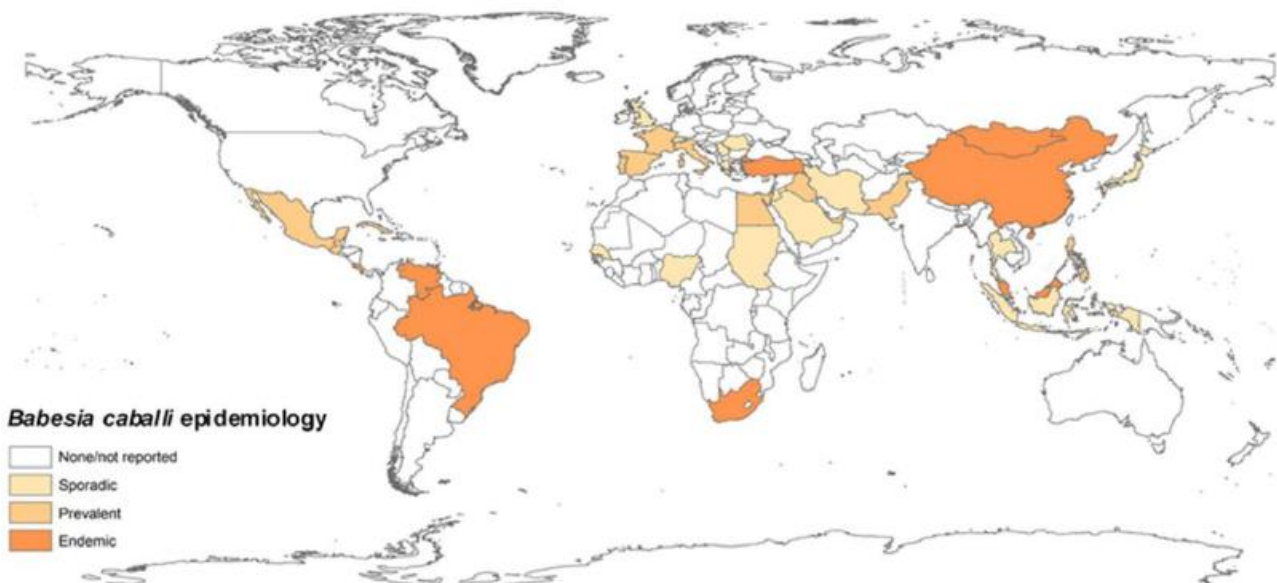 Babesia caballi epidemiology
None/not reported
Sporadic
Prevalent
Endemic